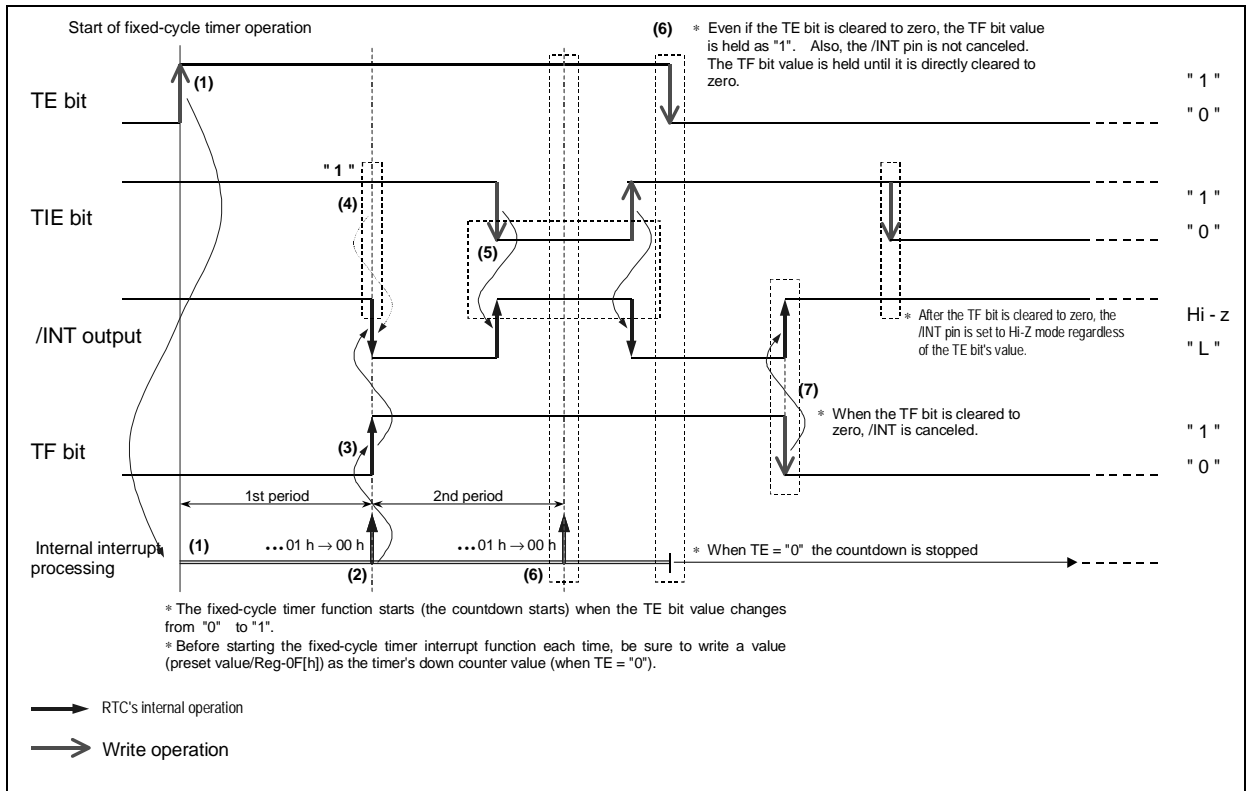 Start of fixed-cycle timer operation
(6) * Even if the TE bit is cleared to zero, the TF bit value
is held as "1". Also, the /INT pin is not canceled.
The TF bit value is held until it is directly cleared to
zero.
(1)
TE bit
" 1 "
" 0 "
" 1 "
(4)
TIE bit
(5)
" 1 "
" 0 "
/INT output
* After the TF bit is cleared to zero, the
/INT pin is set to Hi-Z mode regardless
of the TE bit's value.
Hi - z
" L "
(7)
* When the TF bit is cleared to
zero, /INT is canceled.
TF bit
(3)
" 1 "
" 0 "
1st period
2nd period
Internal interrupt
processing
(1)
•••01 h → 00 h
•••01 h → 00 h
* When TE = "0" the countdown is stopped
(2)
(6)
* The fixed-cycle timer function starts (the countdown starts) when the TE bit value changes
from "0" to "1".
* Before starting the fixed-cycle timer interrupt function each time, be sure to write a value
(preset value/Reg-0F[h]) as the timer's down counter value (when TE = "0").
RTC's internal operation
Write operation